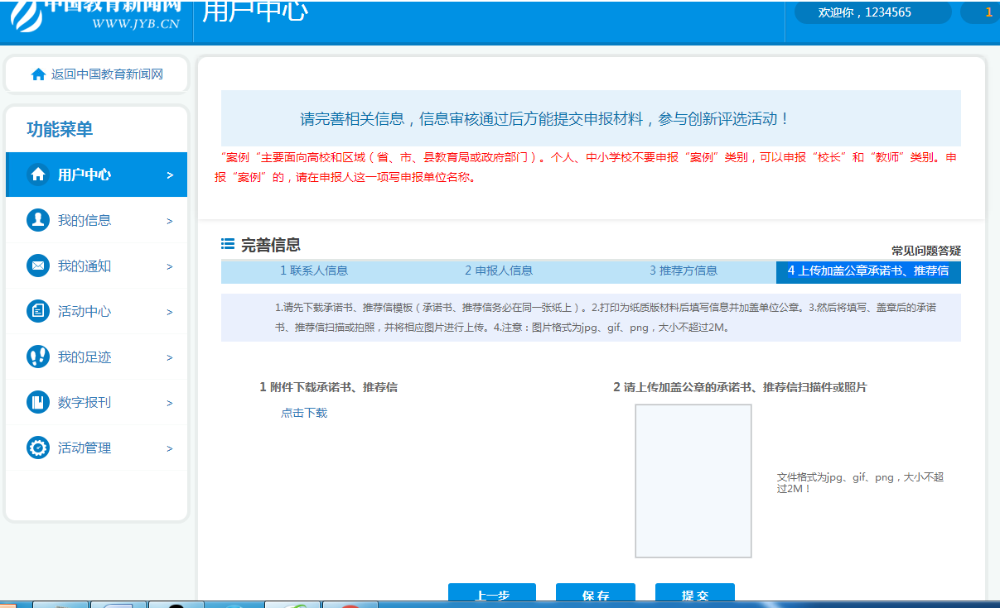 中国教育新闻网
WWW.JYB.CN
用户中心
欢迎你，1234565
1
返回中国教育新闻网
功能菜单
用户中心 >
我的信息 >
我的通知 >
活动中心 >
我的足迹 >
数字报刊 >
活动管理 >
请完善相关信息，信息审核通过后方能提交申报材料，参与创新评选活动！
“案例“主要面向高校和区域（省、市、县教育局或政府部门）。个人、中小学校不要申报“案例”类别，可以申报“校长”和“教师”类别。申
报“案例”的，请在申报人这一项写申报单位名称。
完善信息
常见问题答疑
1 联系人信息 2 申报人信息 3 推荐方信息 4 上传加盖公章承诺书、推荐信
1.请先下载承诺书、推荐信模板（承诺书、推荐信务必在同一张纸上）。2.打印为纸质版材料后填写信息并加盖单位公章。3.然后将填写、盖章后的承诺
书、推荐信扫描或拍照，并将相应图片进行上传。4.注意：图片格式为jpg、gif、png，大小不超过2M。
1 附件下载承诺书、推荐信
点击下载
2 请上传加盖公章的承诺书、推荐信扫描件或照片
文件格式为jpg、gif、png，大小不超
过2M！
上一步 保存 提交